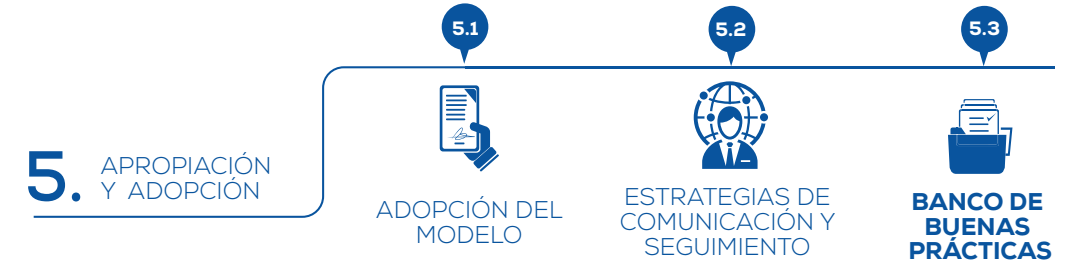 5.1
5.2
5.3
5. APROPIACIÓN
Y ADOPCIÓN
ADOPCIÓN DEL
MODELO
ESTRATEGIAS DE
COMUNICACIÓN Y
SEGUIMIENTO
BANCO DE
BUENAS
PRÁCTICAS